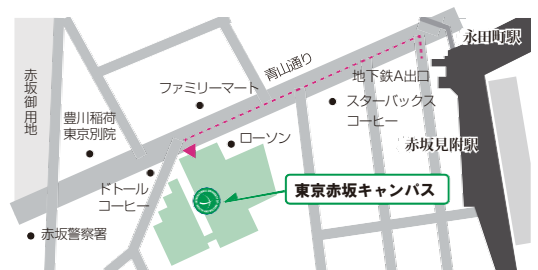 永田町駅
青山通り
地下鉄A出口
赤坂御用地
ファミリーマート
スターバックス
コーヒー
豊川稲荷
東京別院
ローソン
赤坂見附駅
ドトール
コーヒー
東京赤坂キャンパス
赤坂警察署